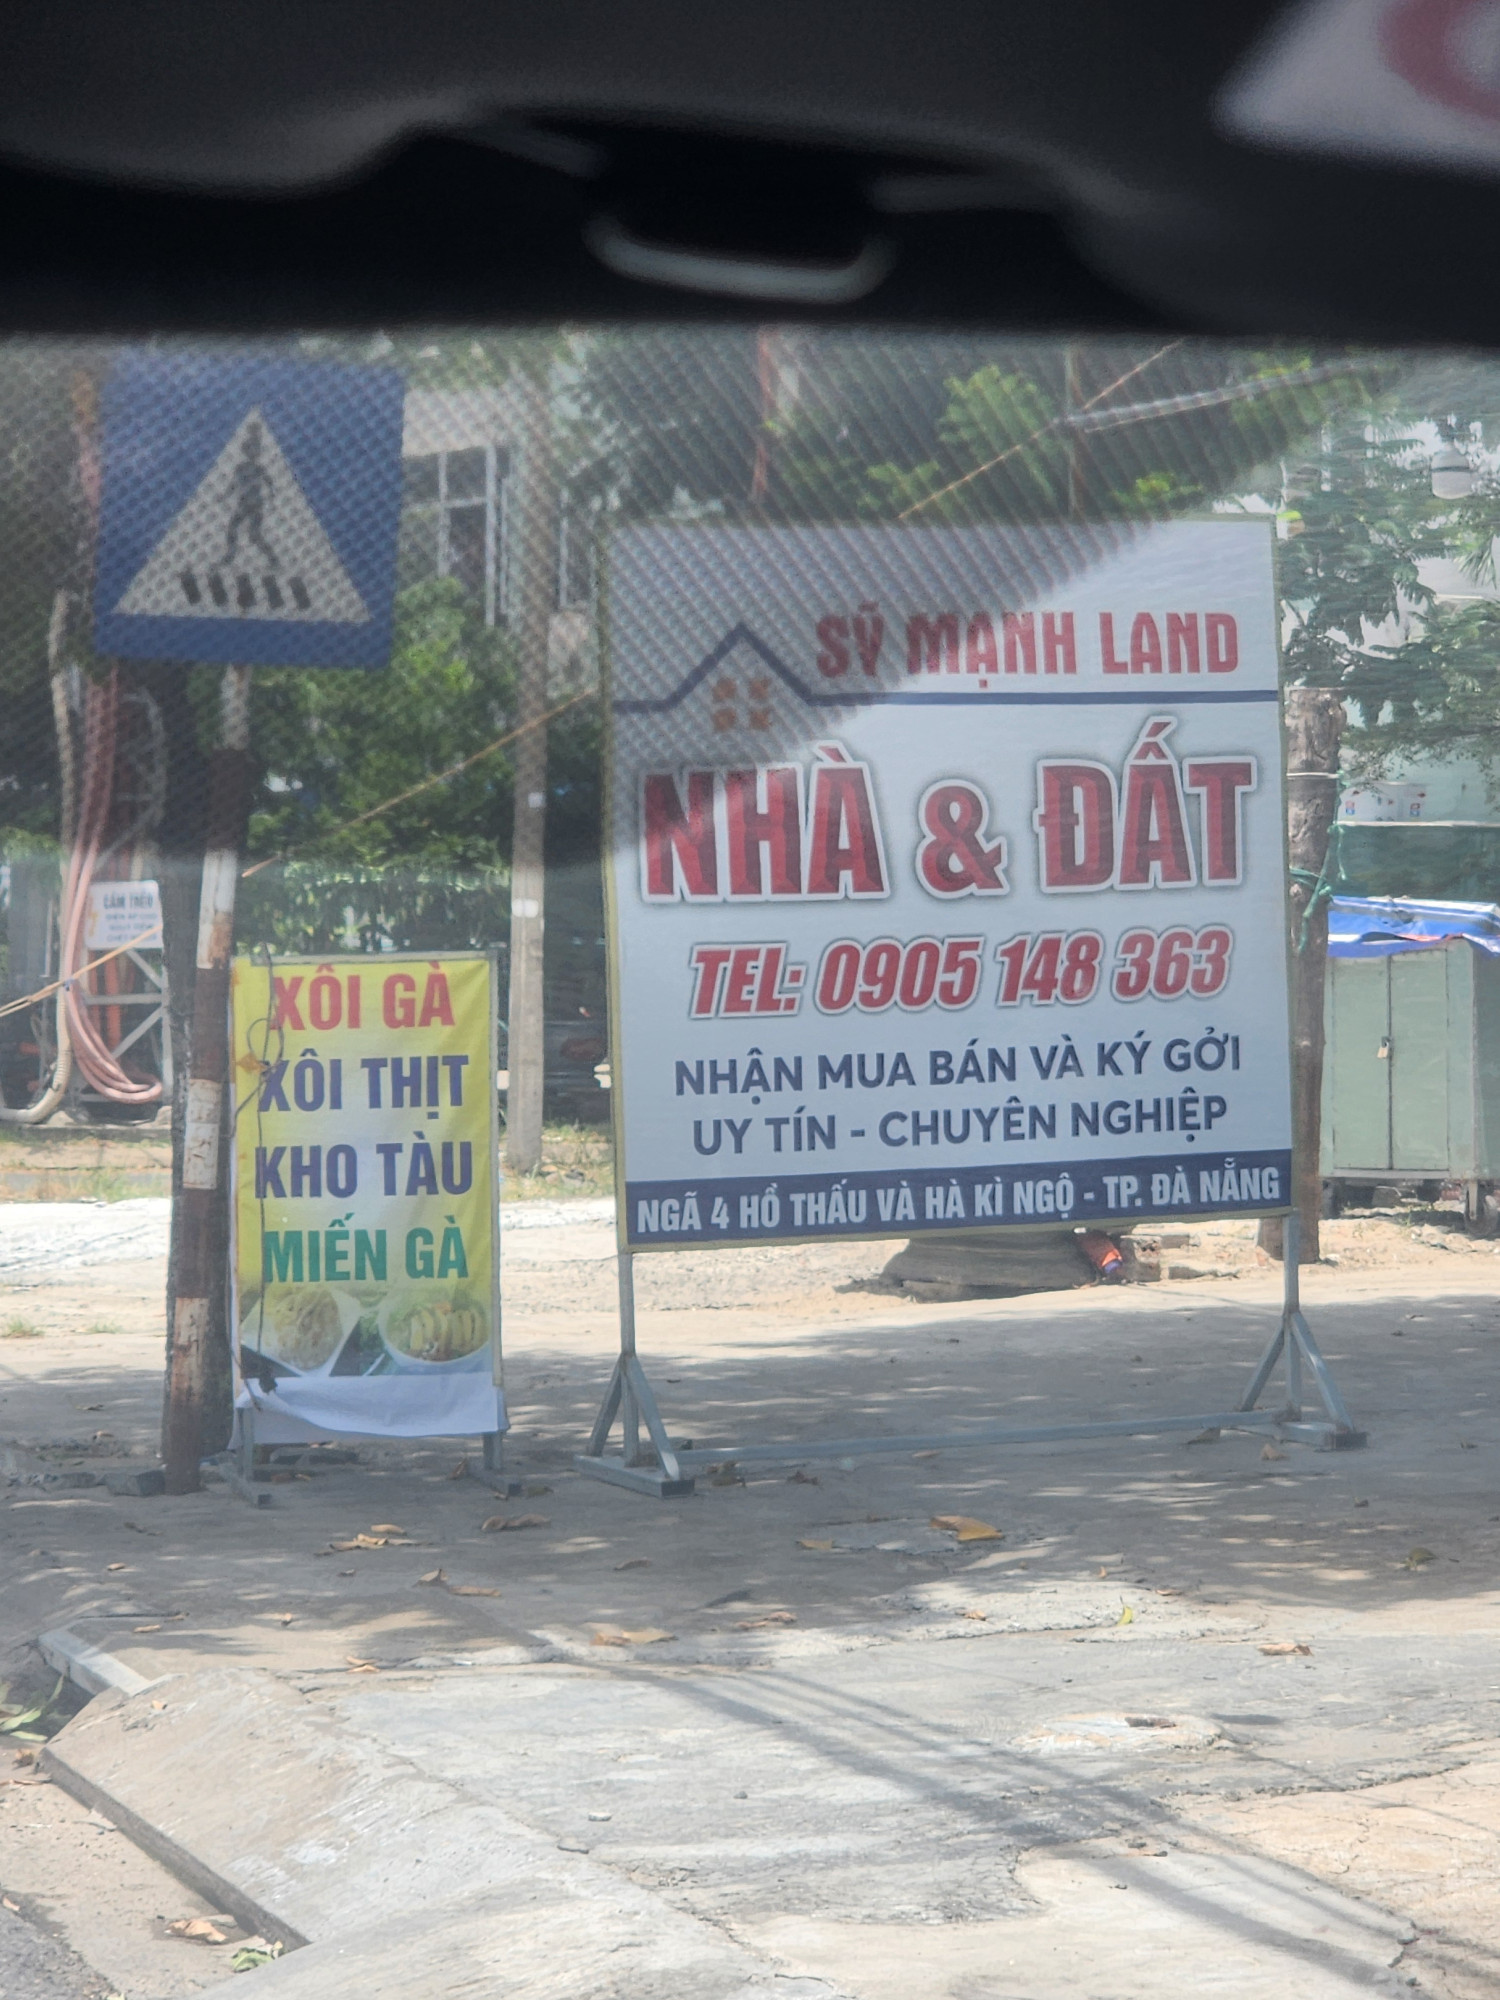 SỸ MẠNH LAND
NHÀ & ĐẤT
TEL: 0905 148 363
NHẬN MUA BÁN VÀ KÝ GỞI
UY TÍN - CHUYÊN NGHIỆP
NGÃ 4 HỒ THẤU VÀ HÀ KÌ NGỘ - TP. ĐÀ NẴNG
XÔI GÀ
XÔI THỊT
KHO TÀU
MIẾN GÀ